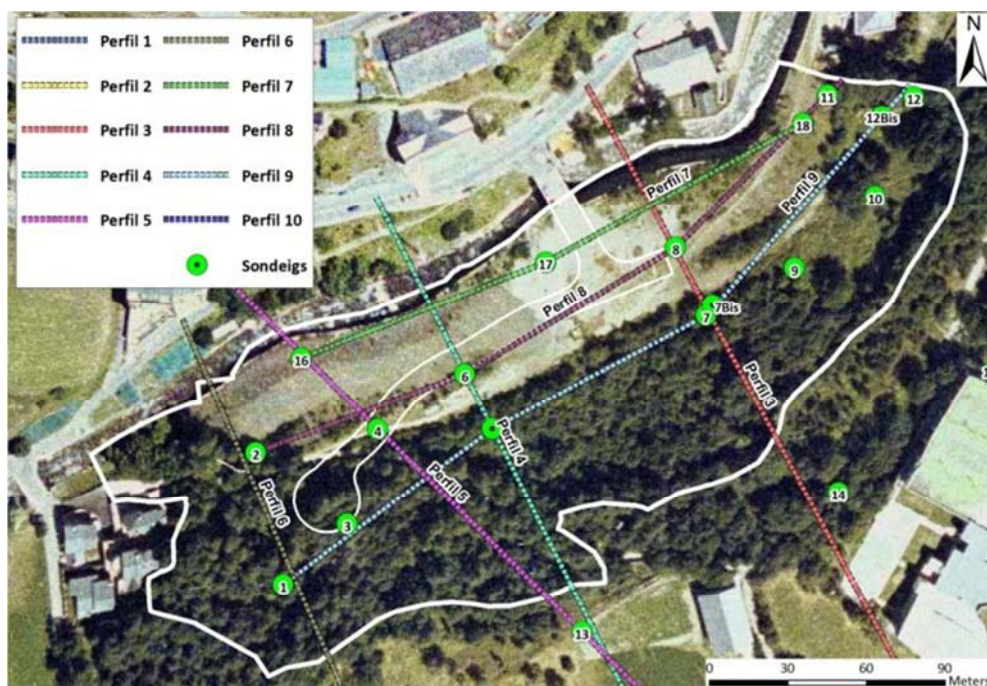 Perfil 1
Perfil 6
Perfil 2
Perfil 7
Perfil 3
Perfil 8
Perfil 4
Perfil 9
Perfil 5
Perfil 10
Sondeigs
N
11
12
12Bis
18
Perfil 7
Perfil 9
10
8
17
9
Perfil 8
7Bis
7
16
6
Perfil 3
4
Perfil 4
2
Perfil 5
14
Perfil 6
3
1
13
0 30 60 90
Meters